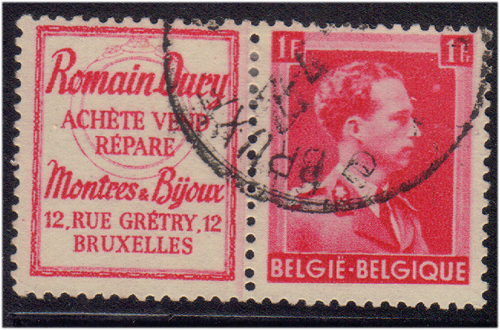 Romain Dury
ACHÈTE VEND
RÉPARE
Montres & Bijoux
12, RUE GRÉTRY, 12
BRUXELLES
1F 1F
BELGIË-BELGIQUE